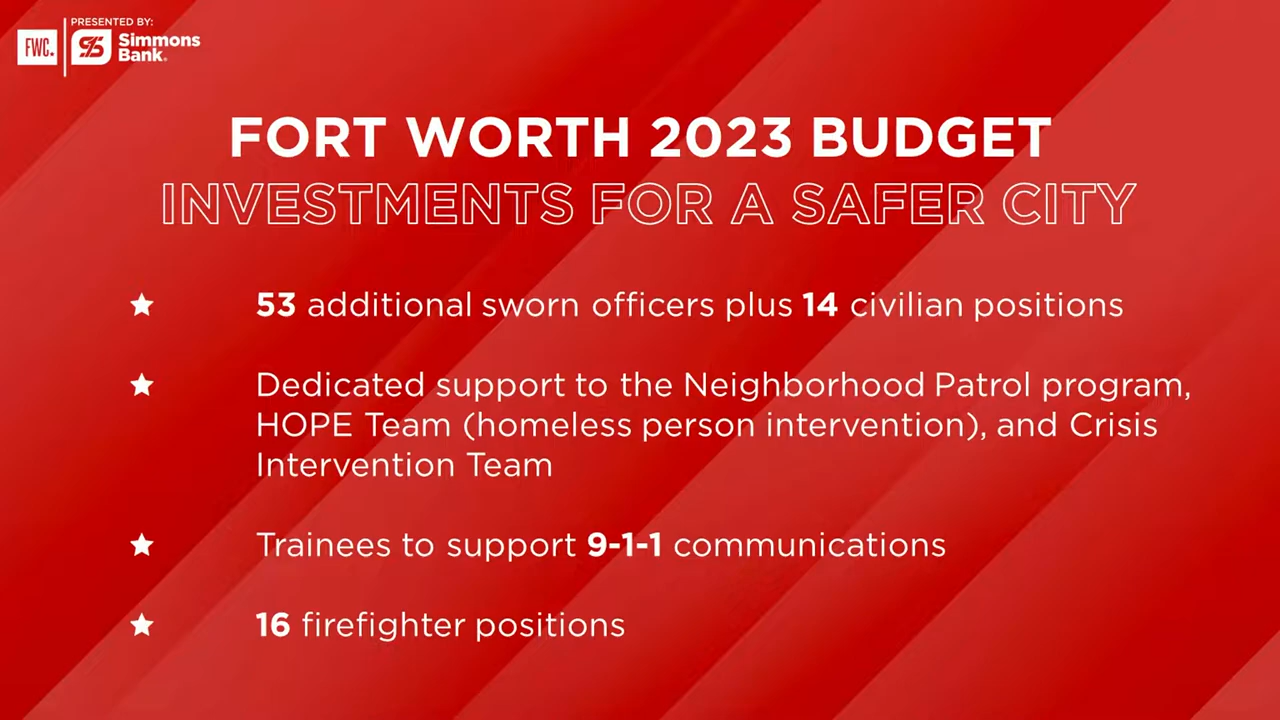 FWC.
PRESENTED BY:
Simmons
Bank.
FORT WORTH 2023 BUDGET
INVESTMENTS FOR A SAFER CITY
53 additional sworn officers plus 14 civilian positions
Dedicated support to the Neighborhood Patrol program,
HOPE Team (homeless person intervention), and Crisis
Intervention Team
Trainees to support 9-1-1 communications
16 firefighter positions